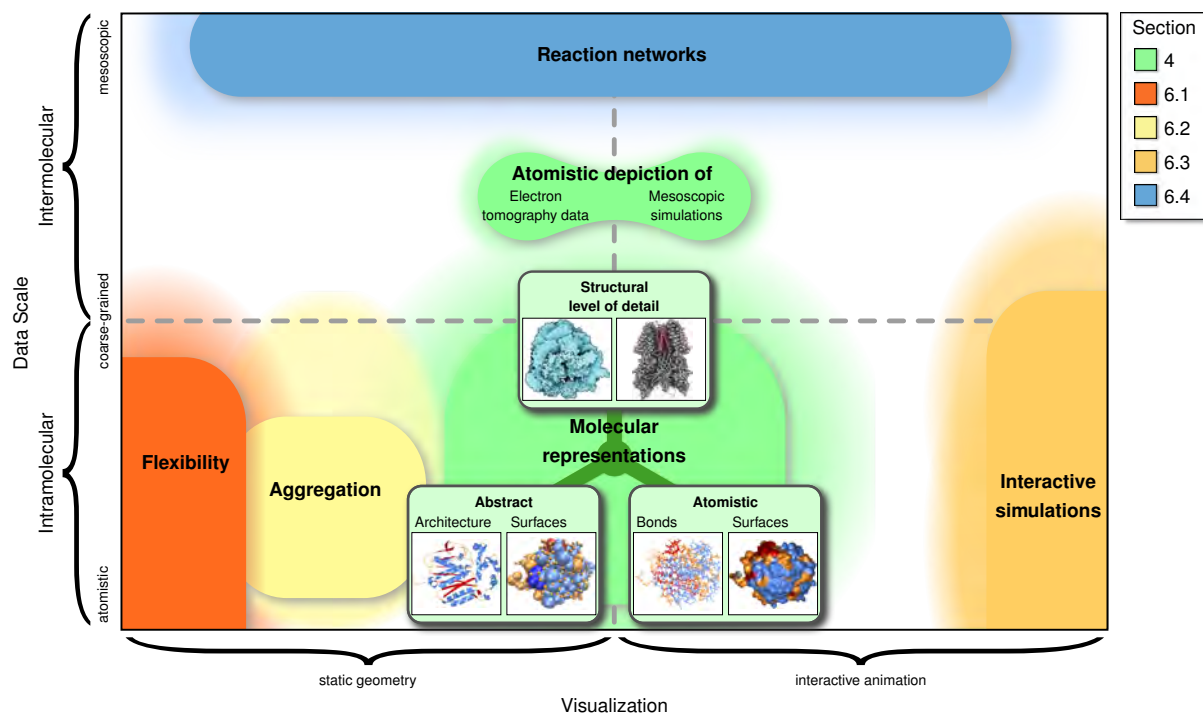 Reaction networks
Section
4
6.1
6.2
6.3
6.4
Atomistic depiction of
Electron
tomography data
Mesoscopic
simulations
Structural
level of detail
Molecular
representations
Flexibility
Aggregation
Interactive
simulations
Abstract
Architecture
Surfaces
Atomistic
Bonds
Surfaces
Data Scale
Intermolecular
Intramolecular
mesoscopic
coarse-grained
atomistic
static geometry
interactive animation
Visualization